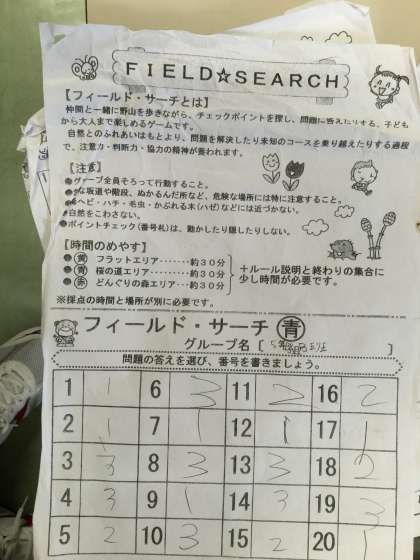 FIELD☆SEARCH
【フィールド・サーチとは】
仲間と一緒に野山を歩きながら、チェックポイントを探し、問題に答えたりする、子ども
から大人まで楽しめるゲームです。
自然とのふれあいはもとより、問題を解決したり未知のコースを乗り越えたりする過程
で、注意力・判断力・協力の精神が養われます。
【注意】
グループ全員そろって行動すること。
な坂道や階段、ぬかるんだ所など、危険な場所には特に注意すること。
ヘビ・ハチ・毛虫・かぶれる木(ハゼ)などには近づかない。
自然をこわさない。
ポイントチェック(番号札)は、動かしたり隠したりしない。
【時間のめやす】
黄 フラットエリア………約30分
青 桜の道エリア………約30分
赤 どんぐりの森エリア…約30分
+ルール説明と終わりの集合に
少し時間が必要です。
※採点の時間と場所が別に必要です。
フィールド・サーチ 青
グループ名〔 〕
問題の答えを選び、番号を書きましょう。
1 1 6 3 11 2 16 2
2 1 7 1 12 1 17 1
3 3 8 3 13 3 18 2
4 3 9 1 14 3 19 3
5 2 10 3 15 2 20 1